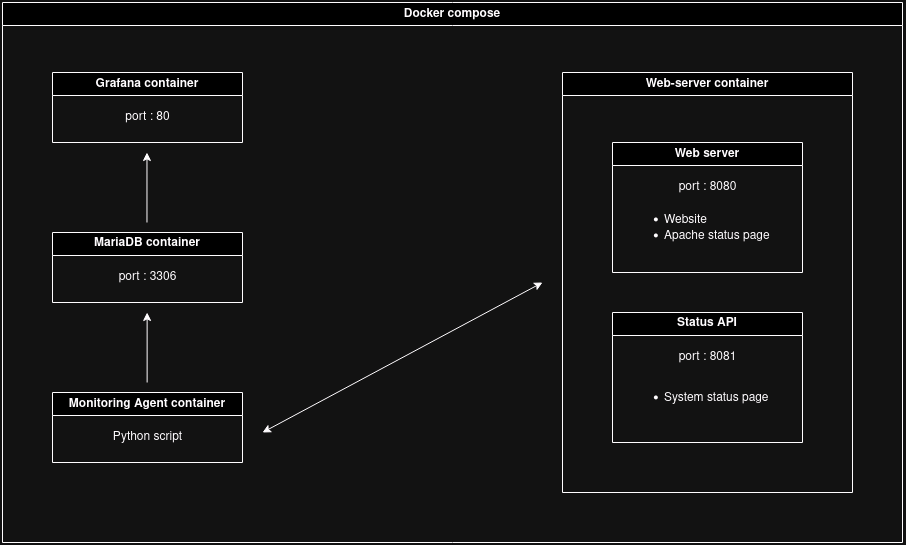 Docker compose
Grafana container
port : 80
MariaDB container
port : 3306
Monitoring Agent container
Python script
Web-server container
Web server
port : 8080
• Website
• Apache status page
Status API
port : 8081
• System status page